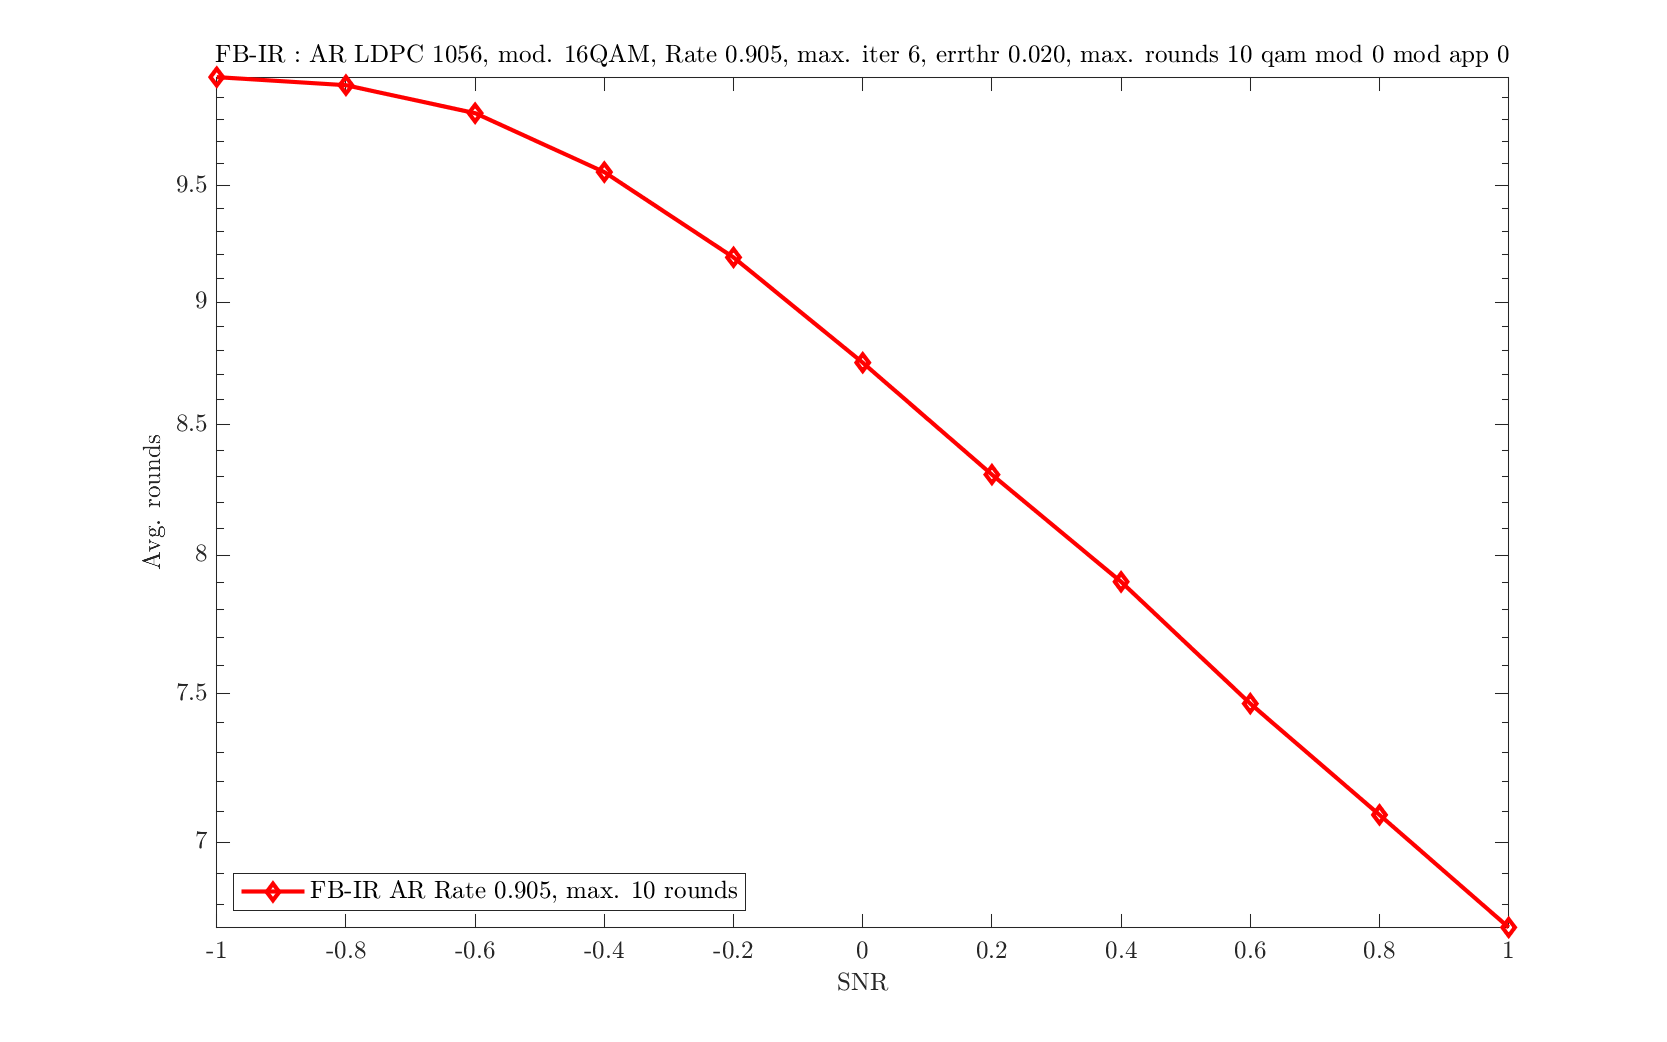 FB-IR : AR LDPC 1056, mod. 16QAM, Rate 0.905, max. iter 6, errthr 0.020, max. rounds 10 qam mod 0 mod app 0
9.5
9
8.5
8
7.5
7
Avg. rounds
FB-IR AR Rate 0.905, max. 10 rounds
-1 -0.8 -0.6 -0.4 -0.2 0 0.2 0.4 0.6 0.8 1
SNR